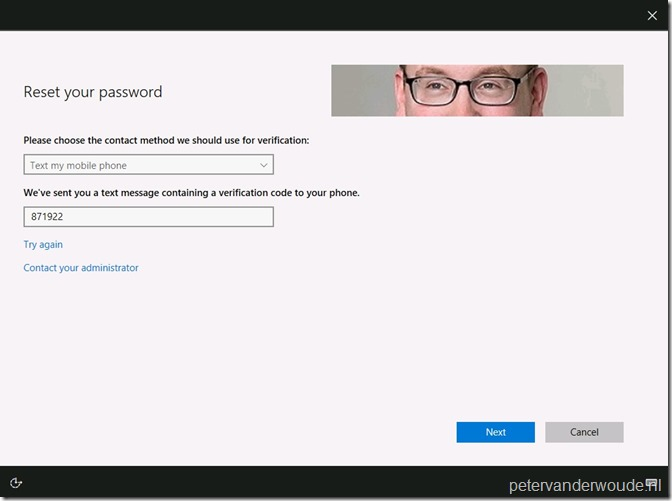 Reset your password
Please choose the contact method we should use for verification:
Text my mobile phone
We've sent you a text message containing a verification code to your phone.
871922
Try again
Contact your administrator
Next
Cancel
petervanderwoude.nl